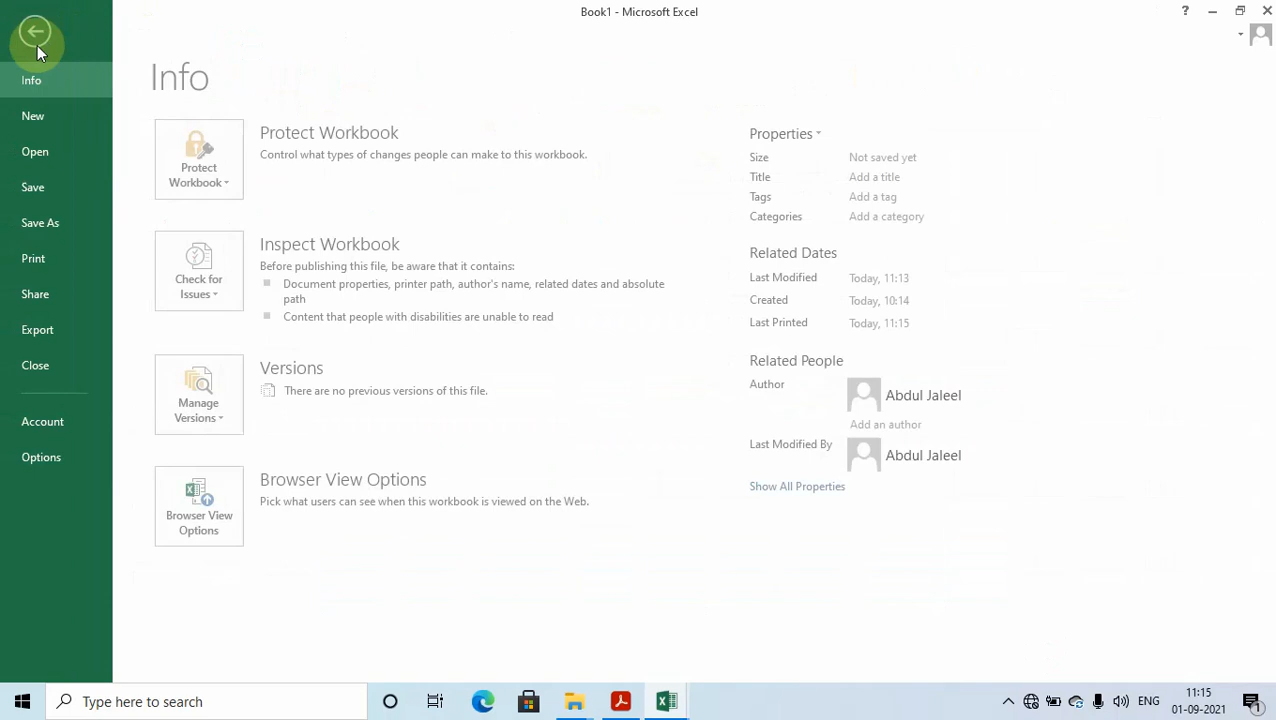 Book1 - Microsoft Excel
?
Info
New
Open
Save
Save As
Print
Share
Export
Close
Account
Options
Info
Protect
Workbook
Protect Workbook
Control what types of changes people can make to this workbook.
Check for
Issues
Inspect Workbook
Before publishing this file, be aware that it contains:
Document properties, printer path, author's name, related dates and absolute
path
Content that people with disabilities are unable to read
Manage
Versions
Versions
There are no previous versions of this file.
Browser View
Options
Browser View Options
Pick what users can see when this workbook is viewed on the Web.
Properties
Size Not saved yet
Title Add a title
Tags Add a tag
Categories Add a category
Related Dates
Last Modified Today, 11:13
Created Today, 10:14
Last Printed Today, 11:15
Related People
Author Abdul Jaleel
Add an author
Last Modified By Abdul Jaleel
Show All Properties
Type here to search
ENG
11:15
01-09-2021
1